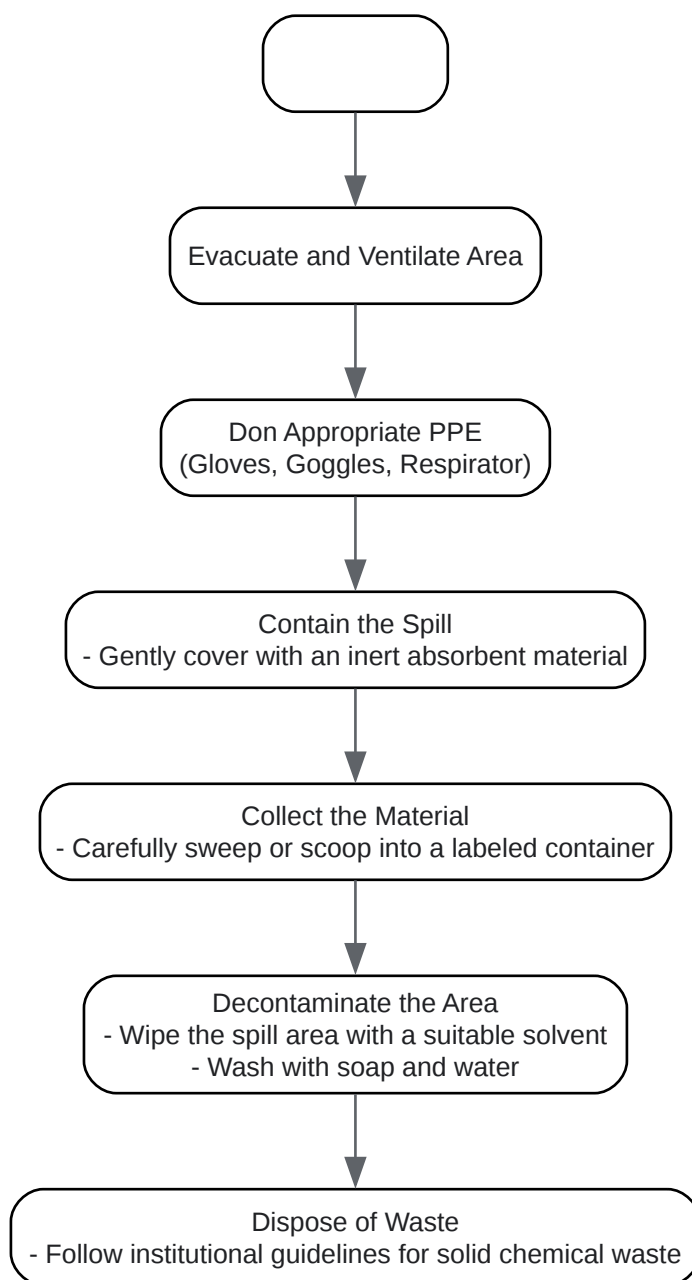 Evacuate and Ventilate Area
Don Appropriate PPE
(Gloves, Goggles, Respirator)
Contain the Spill
- Gently cover with an inert absorbent material
Collect the Material
- Carefully sweep or scoop into a labeled container
Decontaminate the Area
- Wipe the spill area with a suitable solvent
- Wash with soap and water
Dispose of Waste
- Follow institutional guidelines for solid chemical waste